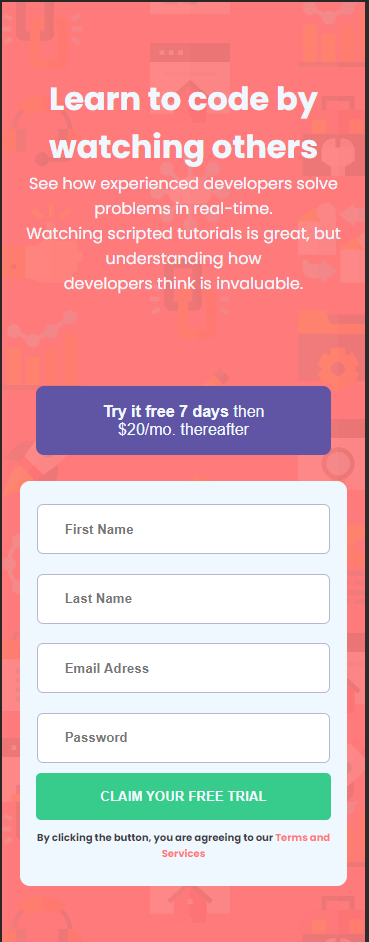 Learn to code by
watching others
See how experienced developers solve
problems in real-time.
Watching scripted tutorials is great, but
understanding how
developers think is invaluable.
Try it free 7 days then
$20/mo. thereafter
First Name
Last Name
Email Adress
Password
CLAIM YOUR FREE TRIAL
By clicking the button, you are agreeing to our Terms and
Services